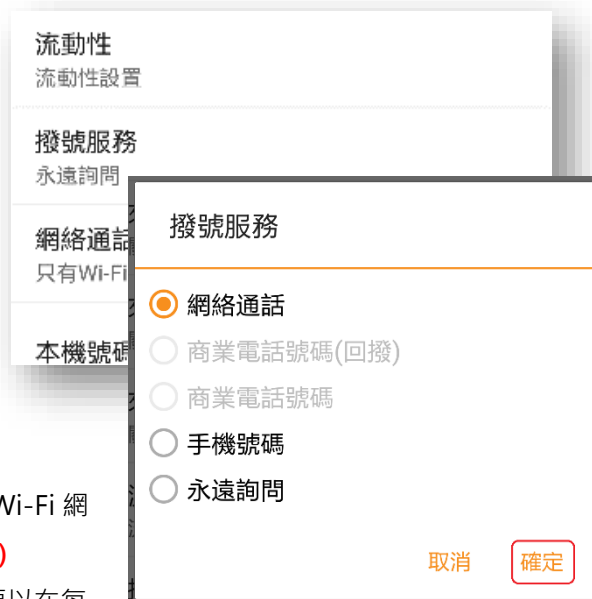 流動性
流動性設置
撥號服務
永遠詢問
網絡通話
只有Wi-Fi
本機號碼
撥號服務
網絡通話
商業電話號碼(回撥)
商業電話號碼
手機號碼
永遠詢問
取消
確定
Wi-Fi 網
)
以在每